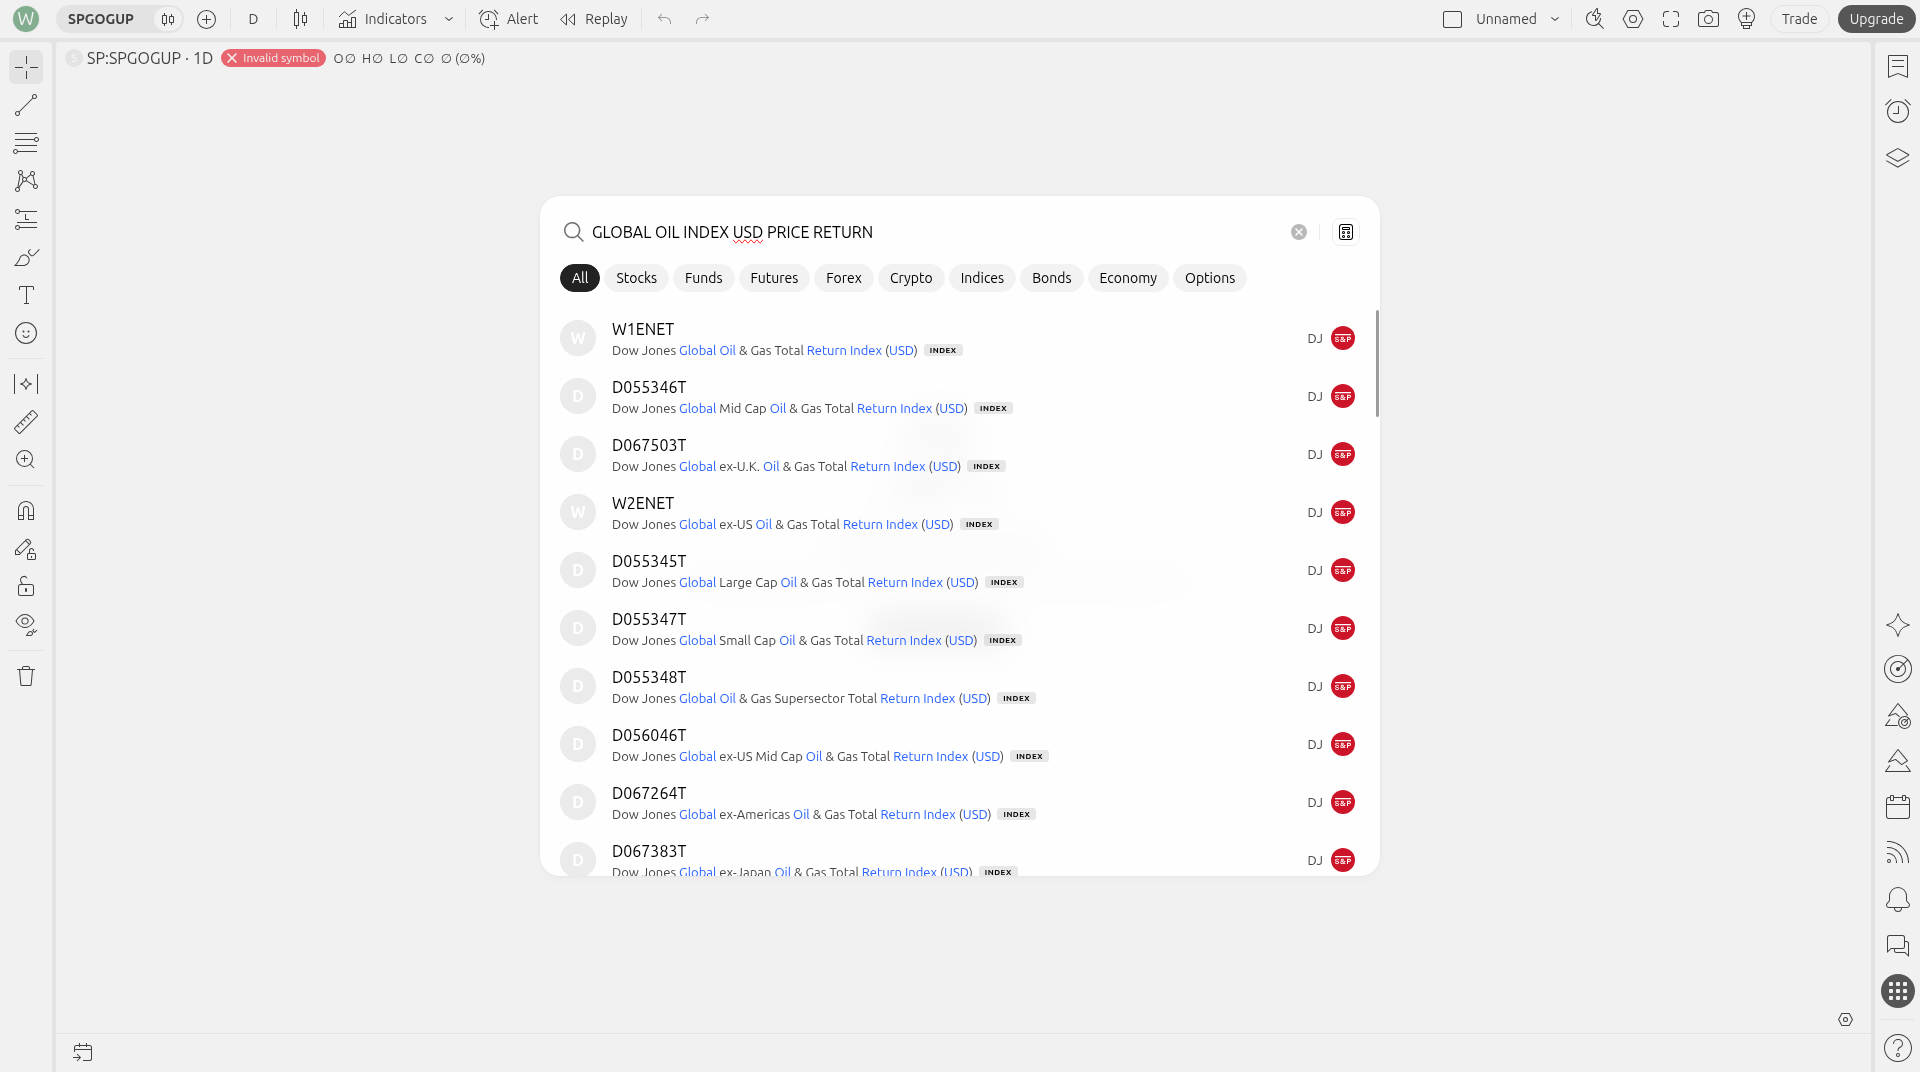 W SPGOGUP D Indicators Alert Replay Unnamed Trade Upgrade
S SP:SPGOGUP · 1D Invalid symbol O∅ H∅ L∅ C∅ ∅ (∅%)
GLOBAL OIL INDEX USD PRICE RETURN
All Stocks Funds Futures Forex Crypto Indices Bonds Economy Options
W W1ENET
Dow Jones Global Oil & Gas Total Return Index (USD) INDEX DJ S&P
D D055346T
Dow Jones Global Mid Cap Oil & Gas Total Return Index (USD) INDEX DJ S&P
D D067503T
Dow Jones Global ex-U.K. Oil & Gas Total Return Index (USD) INDEX DJ S&P
W W2ENET
Dow Jones Global ex-US Oil & Gas Total Return Index (USD) INDEX DJ S&P
D D055345T
Dow Jones Global Large Cap Oil & Gas Total Return Index (USD) INDEX DJ S&P
D D055347T
Dow Jones Global Small Cap Oil & Gas Total Return Index (USD) INDEX DJ S&P
D D055348T
Dow Jones Global Oil & Gas Supersector Total Return Index (USD) INDEX DJ S&P
D D056046T
Dow Jones Global ex-US Mid Cap Oil & Gas Total Return Index (USD) INDEX DJ S&P
D D067264T
Dow Jones Global ex-Americas Oil & Gas Total Return Index (USD) INDEX DJ S&P
D D067383T
Dow Jones Global ex-Japan Oil & Gas Total Return Index (USD) INDEX DJ S&P